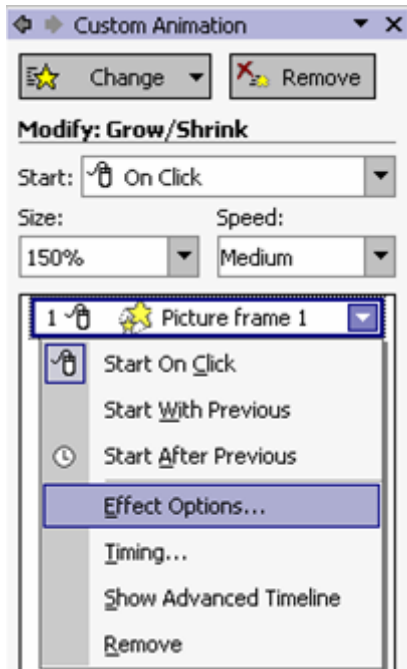 Custom Animation
Change Remove
Modify: Grow/Shrink
Start: On Click
Size: Speed:
150% Medium
1 Picture frame 1
Start On Click
Start With Previous
Start After Previous
Effect Options...
Timing...
Show Advanced Timeline
Remove